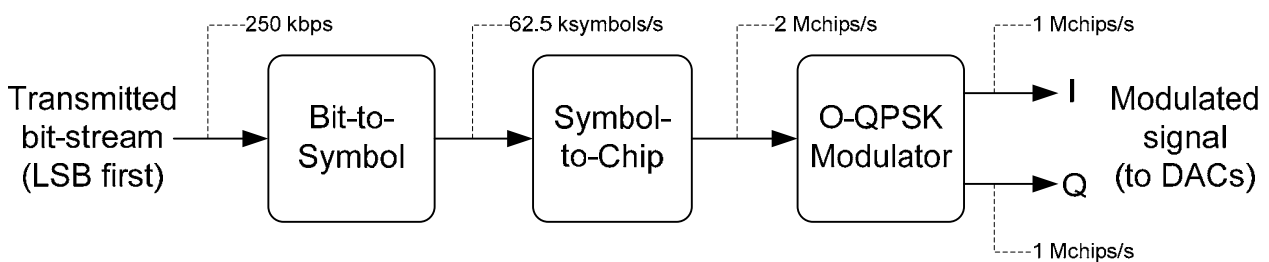 250 kbps
62.5 ksymbols/s
2 Mchips/s
1 Mchips/s
Transmitted
bit-stream
(LSB first)
Bit-to-
Symbol
Symbol-
to-Chip
O-QPSK
Modulator
I
Q
Modulated
signal
(to DACs)
1 Mchips/s